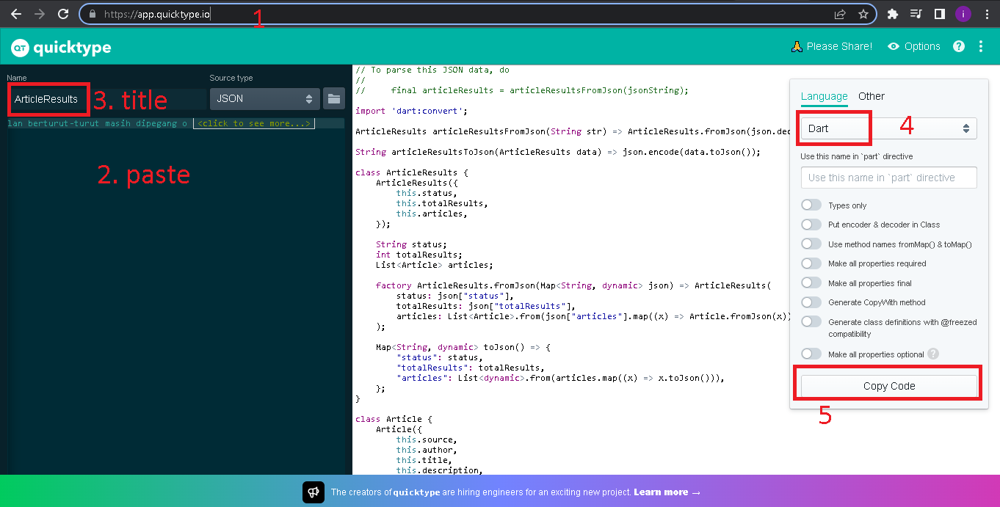 https://app.quicktype.io
1
QT quicktype
Please Share!
Options
?
Name
Source type
ArticleResults
3. title
JSON
lan berturut-turut masih dipegang o <click to see more...>
2. paste
// To parse this JSON data, do
//
//     final articleResults = articleResultsFromJson(jsonString);
import 'dart:convert';
ArticleResults articleResultsFromJson(String str) => ArticleResults.fromJson(json.dec
String articleResultsToJson(ArticleResults data) => json.encode(data.toJson());
class ArticleResults {
    ArticleResults({
        this.status,
        this.totalResults,
        this.articles,
    });
    String status;
    int totalResults;
    List<Article> articles;
    factory ArticleResults.fromJson(Map<String, dynamic> json) => ArticleResults(
        status: json["status"],
        totalResults: json["totalResults"],
        articles: List<Article>.from(json["articles"].map((x) => Article.fromJson(x))
    );
    Map<String, dynamic> toJson() => {
        "status": status,
        "totalResults": totalResults,
        "articles": List<dynamic>.from(articles.map((x) => x.toJson())),
    };
}
class Article {
    Article({
        this.source,
        this.author,
        this.title,
        this.description,
Language
Other
Dart
4
Use this name in `part` directive
Use this name in `part` directive
Types only
Put encoder & decoder in Class
Use method names fromMap() & toMap()
Make all properties required
Make all properties final
Generate CopyWith method
Generate class definitions with @freezed
compatibility
Make all properties optional ?
Copy Code
5
The creators of quicktype are hiring engineers for an exciting new project. Learn more →
i